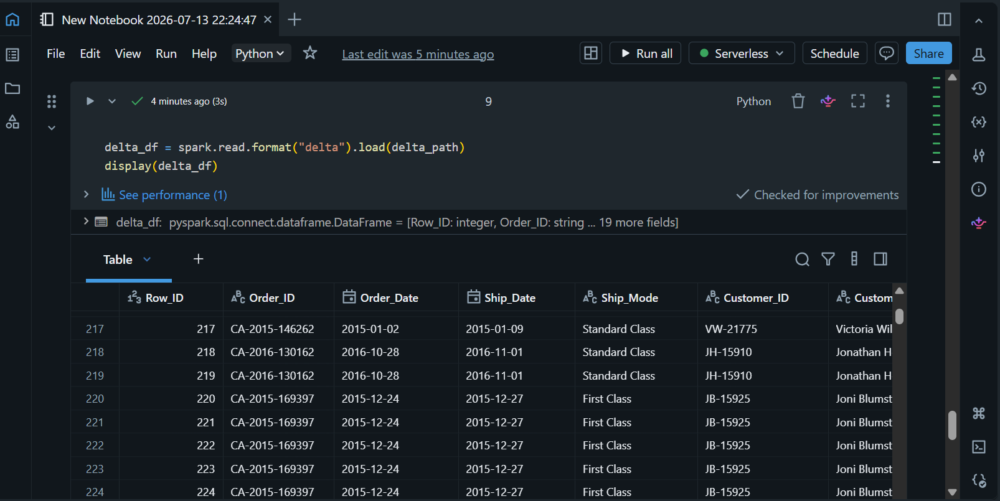 New Notebook 2026-07-13 22:24:47
File Edit View Run Help Python Last edit was 5 minutes ago Run all Serverless Schedule Share
4 minutes ago (3s) 9 Python
delta_df = spark.read.format("delta").load(delta_path)
display(delta_df)
See performance (1) Checked for improvements
delta_df: pyspark.sql.connect.dataframe.DataFrame = [Row_ID: integer, Order_ID: string ... 19 more fields]
Table
Row_ID Order_ID Order_Date Ship_Date Ship_Mode Customer_ID Custom
217 217 CA-2015-146262 2015-01-02 2015-01-09 Standard Class VW-21775 Victoria Wil
218 218 CA-2016-130162 2016-10-28 2016-11-01 Standard Class JH-15910 Jonathan H
219 219 CA-2016-130162 2016-10-28 2016-11-01 Standard Class JH-15910 Jonathan H
220 220 CA-2015-169397 2015-12-24 2015-12-27 First Class JB-15925 Joni Blumst
221 221 CA-2015-169397 2015-12-24 2015-12-27 First Class JB-15925 Joni Blumst
222 222 CA-2015-169397 2015-12-24 2015-12-27 First Class JB-15925 Joni Blumst
223 223 CA-2015-169397 2015-12-24 2015-12-27 First Class JB-15925 Joni Blumst
224 224 CA-2015-169397 2015-12-24 2015-12-27 First Class JB-15925 Joni Blumst